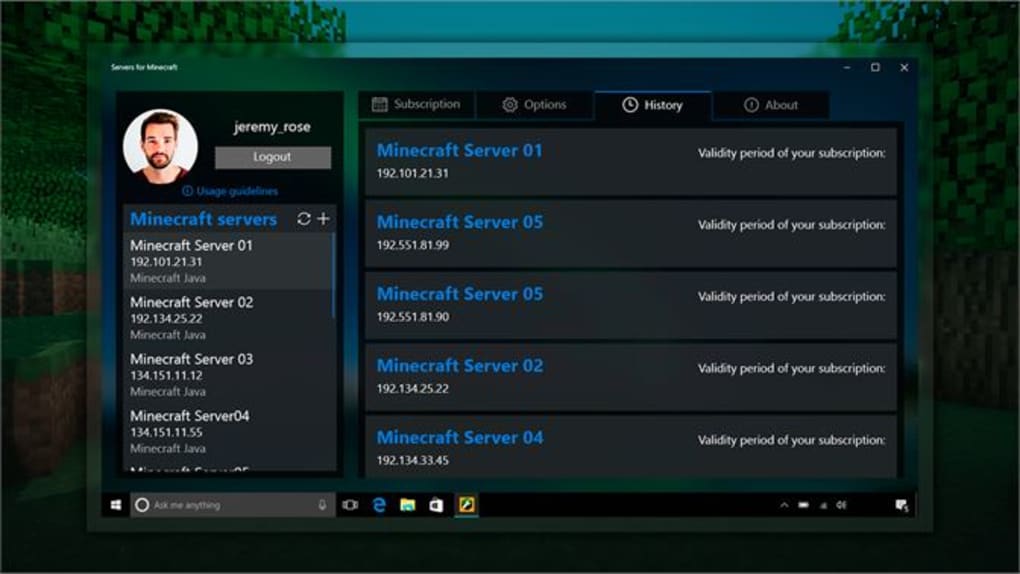 Servers for Minecraft
jeremy_rose
Logout
Usage guidelines
Minecraft servers
Minecraft Server 01
192.101.21.31
Minecraft Java
Minecraft Server 02
192.134.25.22
Minecraft Java
Minecraft Server 03
134.151.11.12
Minecraft Java
Minecraft Server04
134.151.11.55
Minecraft Java
Minecraft Server05
Subscription
Options
History
About
Minecraft Server 01
Validity period of your subscription:
192.101.21.31
Minecraft Server 05
Validity period of your subscription:
192.551.81.99
Minecraft Server 05
Validity period of your subscription:
192.551.81.90
Minecraft Server 02
Validity period of your subscription:
192.134.25.22
Minecraft Server 04
Validity period of your subscription:
192.134.33.45
Ask me anything